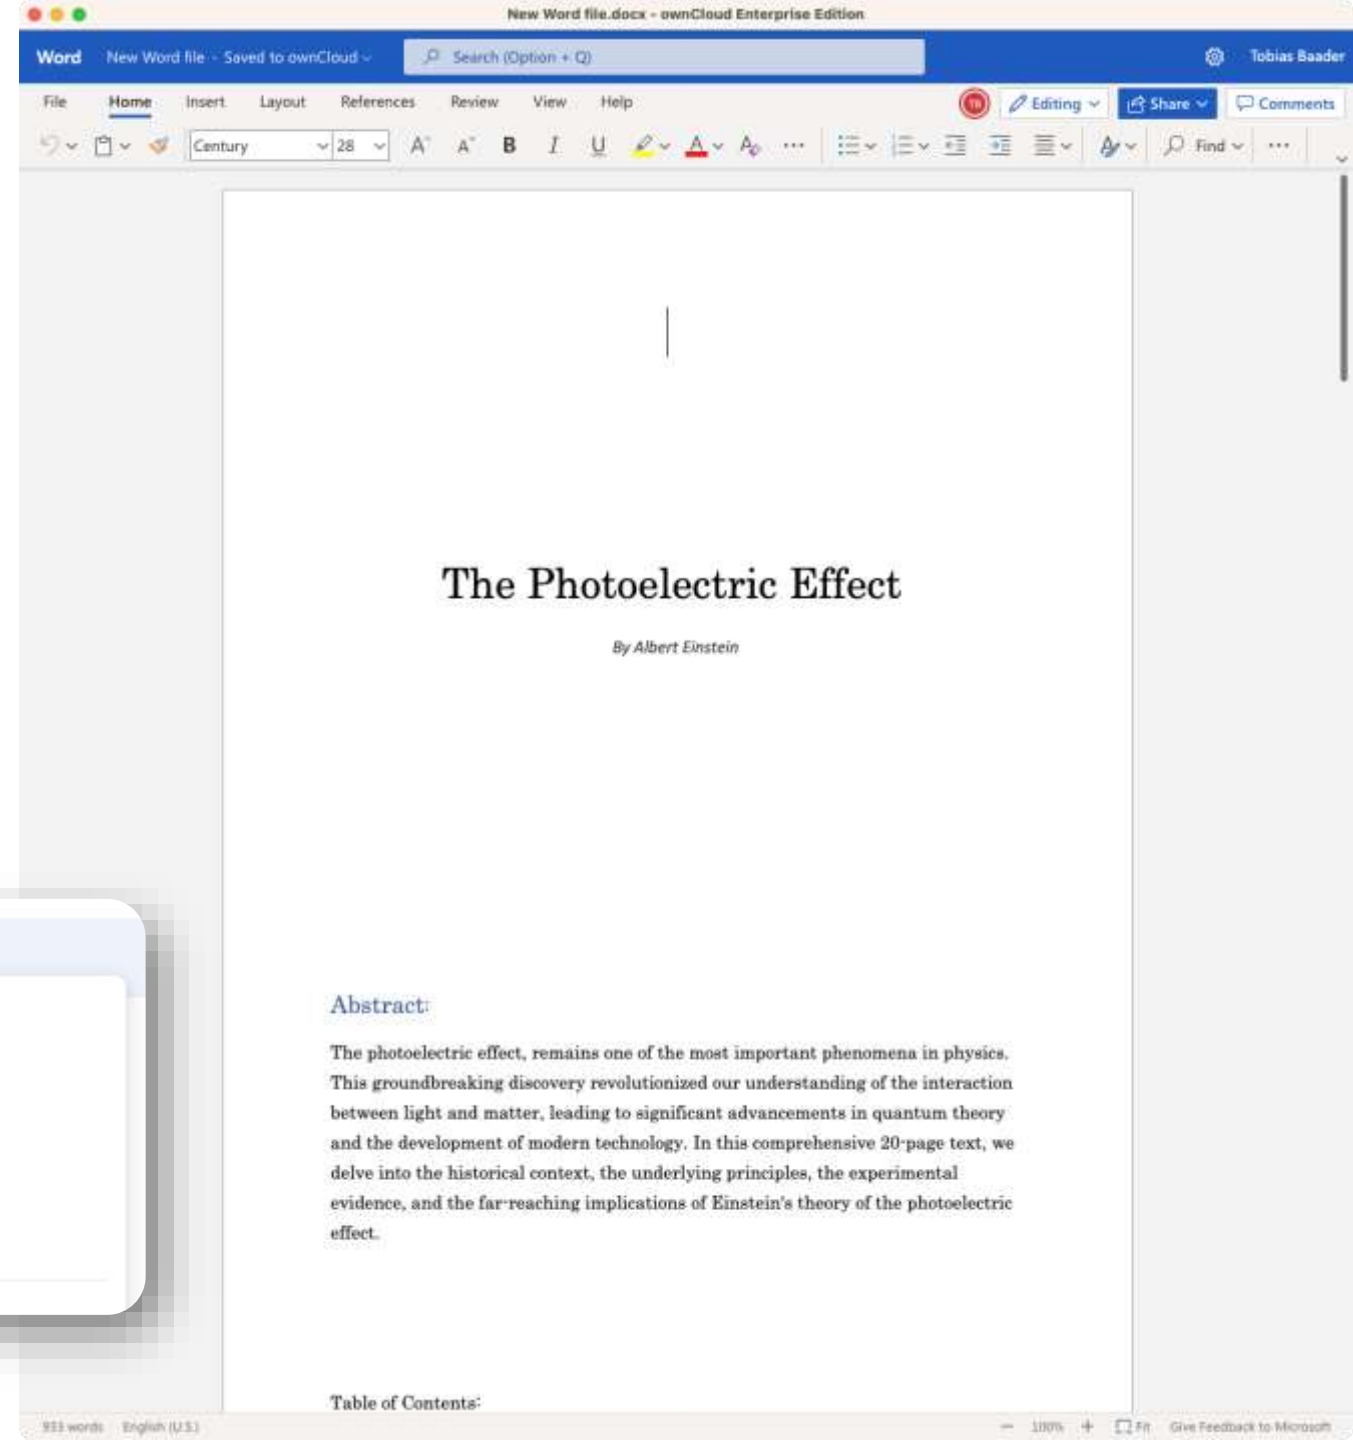 New Word file.docx - ownCloud Enterprise Edition
Word New Word file - Saved to ownCloud Search (Option + Q) Tobias Baader
File Home Insert Layout References Review View Help TB Editing Share Comments
Century 28 A A B I U A A Find
The Photoelectric Effect
By Albert Einstein
Abstract:
The photoelectric effect, remains one of the most important phenomena in physics.
This groundbreaking discovery revolutionized our understanding of the interaction
between light and matter, leading to significant advancements in quantum theory
and the development of modern technology. In this comprehensive 20-page text, we
delve into the historical context, the underlying principles, the experimental
evidence, and the far-reaching implications of Einstein's theory of the photoelectric
effect.
Table of Contents:
933 words English (U.S.) 100% Fit Give Feedback to Microsoft